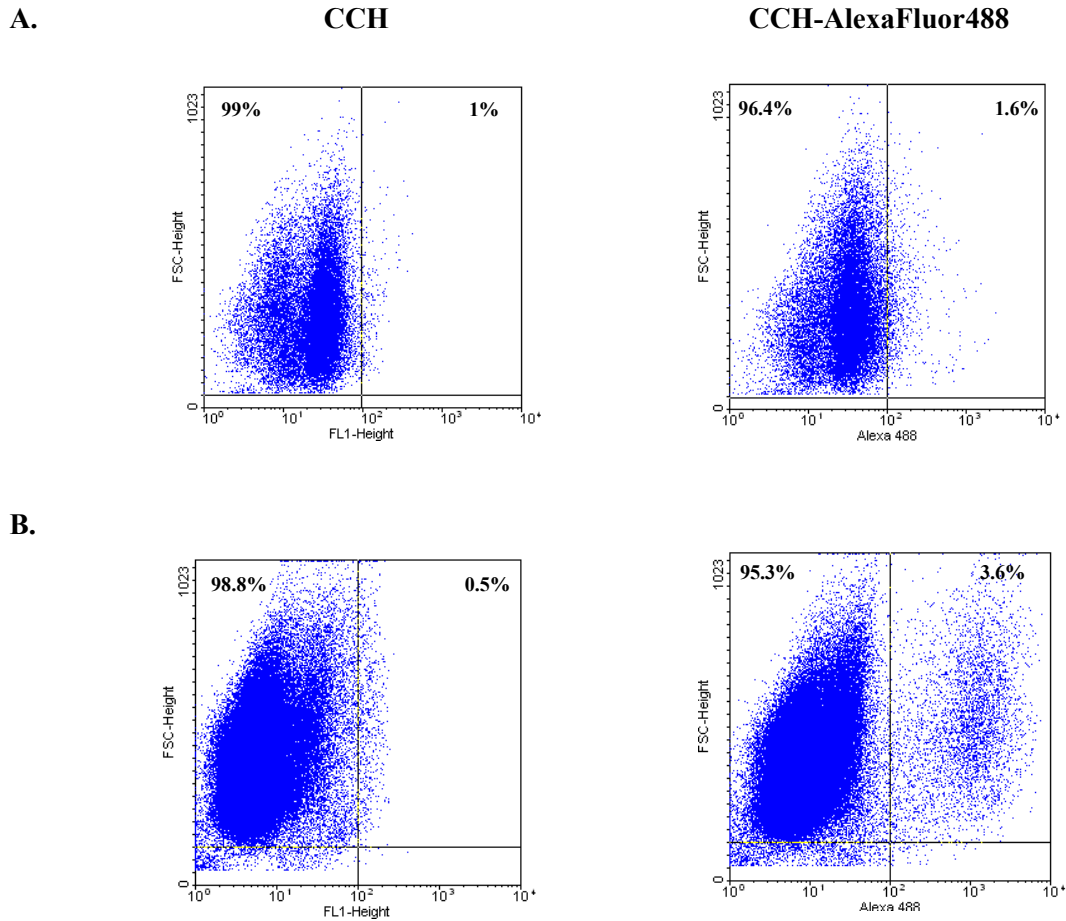 A.
CCH
CCH-AlexaFluor488
99%
1%
1023
FSC-Height
0
10⁰ 10¹ 10² 10³ 10⁴
FL1-Height
96.4%
1.6%
1023
FSC-Height
0
10⁰ 10¹ 10² 10³ 10⁴
Alexa 488
B.
98.8%
0.5%
1023
FSC-Height
0
10⁰ 10¹ 10² 10³ 10⁴
FL1-Height
95.3%
3.6%
1023
FSC-Height
0
10⁰ 10¹ 10² 10³ 10⁴
Alexa 488